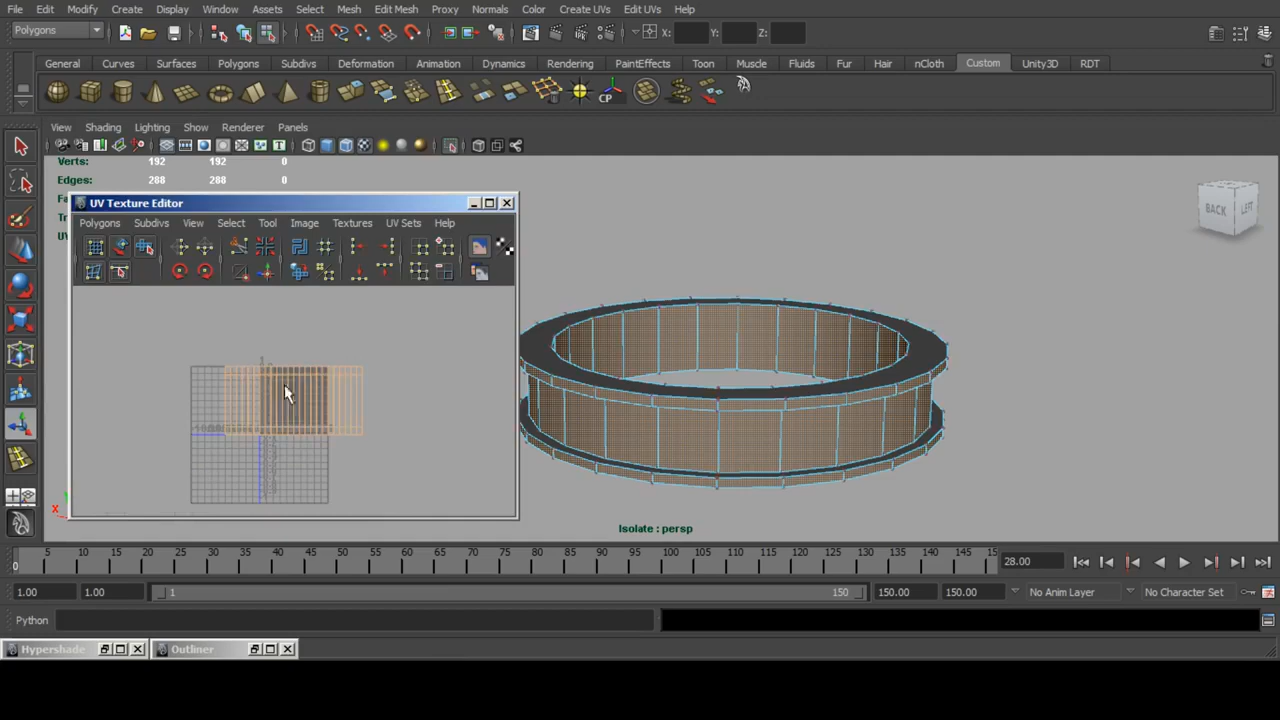 File Edit Modify Create Display Window Assets Select Mesh Edit Mesh Proxy Normals Color Create UVs Edit UVs Help
Polygons X: Y: Z:
General Curves Surfaces Polygons Subdivs Deformation Animation Dynamics Rendering PaintEffects Toon Muscle Fluids Fur Hair nCloth Custom Unity3D RDT
CP
View Shading Lighting Show Renderer Panels
Verts: 192 192 0
Edges: 288 288 0
UV Texture Editor
Polygons Subdivs View Select Tool Image Textures UV Sets Help
BACK LEFT
X
Isolate : persp
0 5 10 15 20 25 30 35 40 45 50 55 60 65 70 75 80 85 90 95 100 105 110 115 120 125 130 135 140 145 15
28.00
1.00 1.00 1 150 150.00 150.00 No Anim Layer No Character Set
Python
Hypershade Outliner